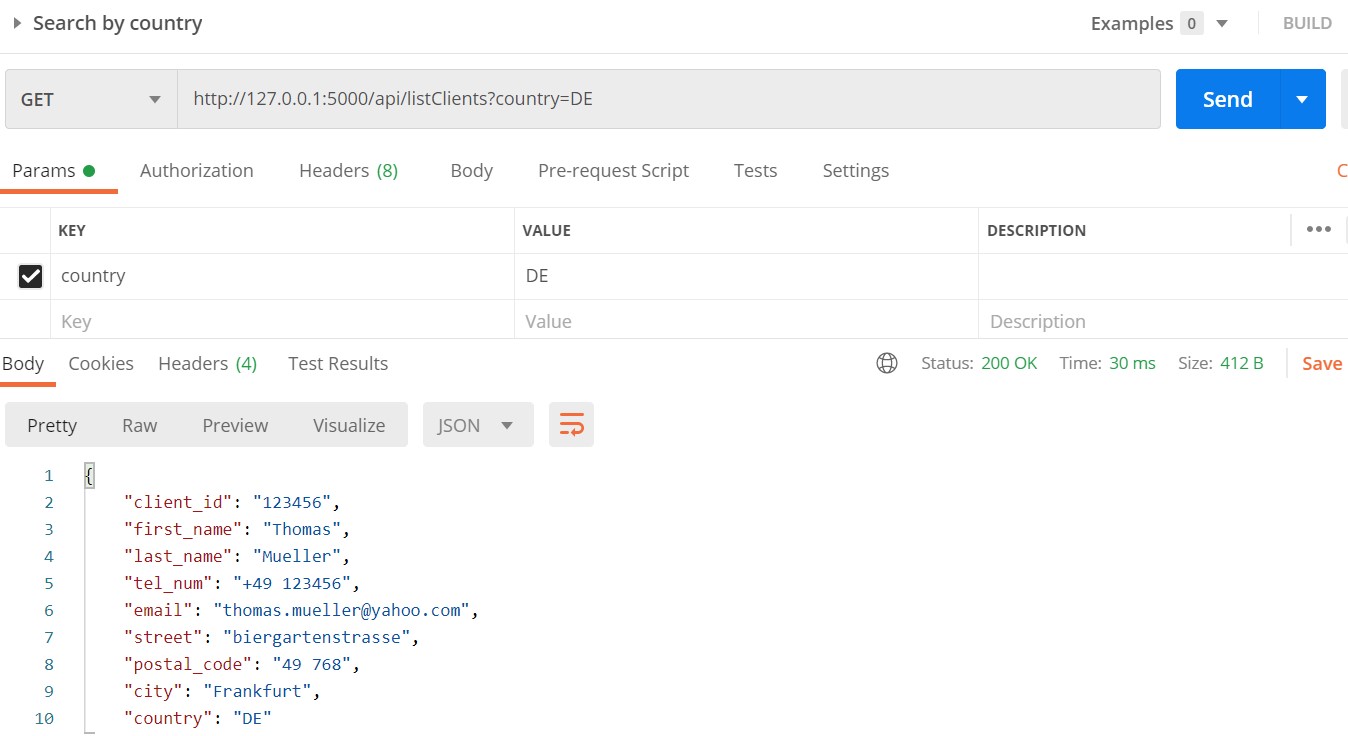 Search by country Examples 0 BUILD
GET http://127.0.0.1:5000/api/listClients?country=DE Send
Params Authorization Headers (8) Body Pre-request Script Tests Settings C
KEY VALUE DESCRIPTION •••
country DE
Key Value Description
Body Cookies Headers (4) Test Results Status: 200 OK Time: 30 ms Size: 412 B Save
Pretty Raw Preview Visualize JSON
1 {
2 "client_id": "123456",
3 "first_name": "Thomas",
4 "last_name": "Mueller",
5 "tel_num": "+49 123456",
6 "email": "thomas.mueller@yahoo.com",
7 "street": "biergartenstrasse",
8 "postal_code": "49 768",
9 "city": "Frankfurt",
10 "country": "DE"